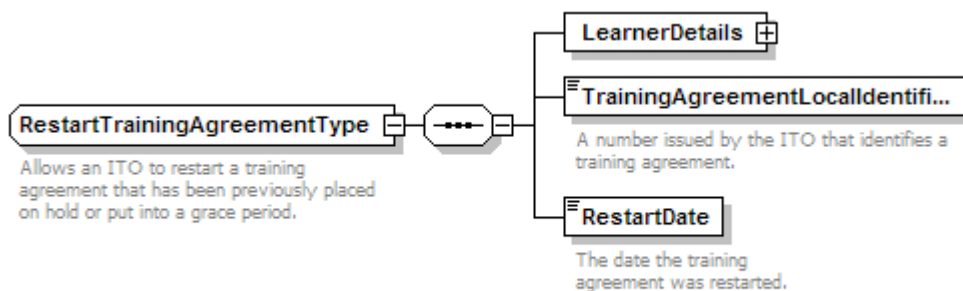 LearnerDetails
TrainingAgreementLocalIdentifi...
A number issued by the ITO that identifies a
training agreement.
RestartTrainingAgreementType
Allows an ITO to restart a training
agreement that has been previously placed
on hold or put into a grace period.
RestartDate
The date the training
agreement was restarted.